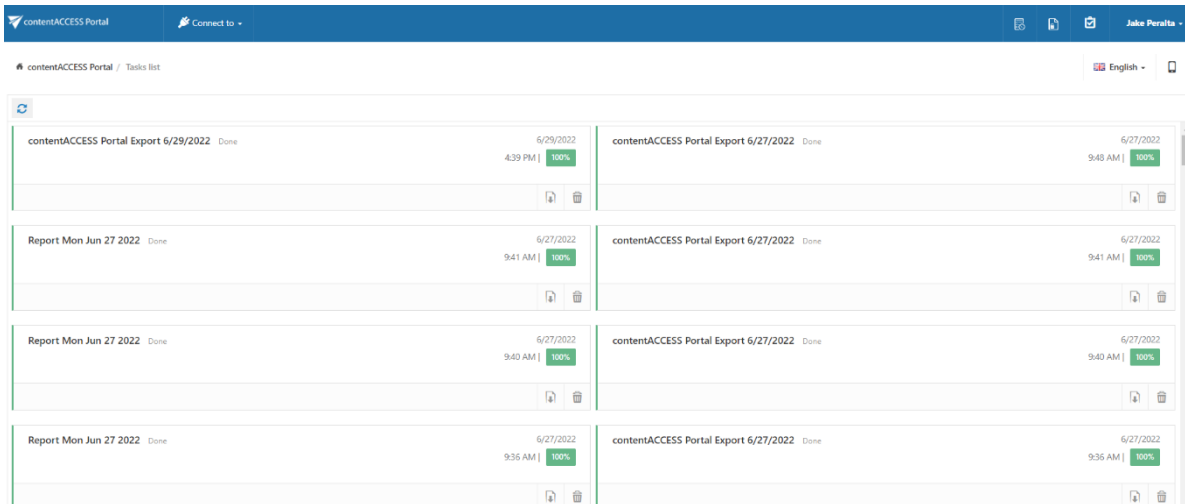 contentACCESS Portal Connect to Jake Peralta
contentACCESS Portal / Tasks list English
contentACCESS Portal Export 6/29/2022 Done 6/29/2022
4:39 PM | 100%
contentACCESS Portal Export 6/27/2022 Done 6/27/2022
9:48 AM | 100%
Report Mon Jun 27 2022 Done 6/27/2022
9:41 AM | 100%
contentACCESS Portal Export 6/27/2022 Done 6/27/2022
9:41 AM | 100%
Report Mon Jun 27 2022 Done 6/27/2022
9:40 AM | 100%
contentACCESS Portal Export 6/27/2022 Done 6/27/2022
9:40 AM | 100%
Report Mon Jun 27 2022 Done 6/27/2022
9:36 AM | 100%
contentACCESS Portal Export 6/27/2022 Done 6/27/2022
9:36 AM | 100%